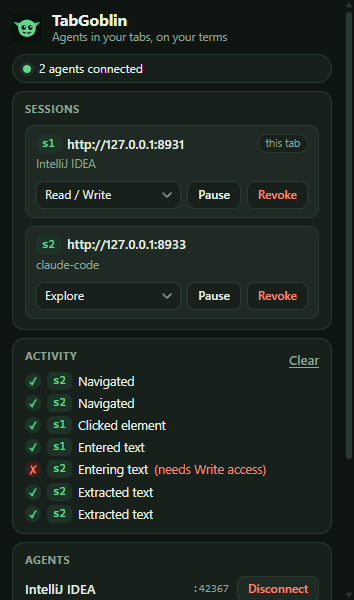 TabGoblin
Agents in your tabs, on your terms
2 agents connected
SESSIONS
s1 http://127.0.0.1:8931 this tab
IntelliJ IDEA
Read / Write Pause Revoke
s2 http://127.0.0.1:8933
claude-code
Explore Pause Revoke
ACTIVITY Clear
✓ s2 Navigated
✓ s2 Navigated
✓ s1 Clicked element
✓ s1 Entered text
✗ s2 Entering text (needs Write access)
✓ s2 Extracted text
✓ s2 Extracted text
AGENTS
IntelliJ IDEA :42367 Disconnect